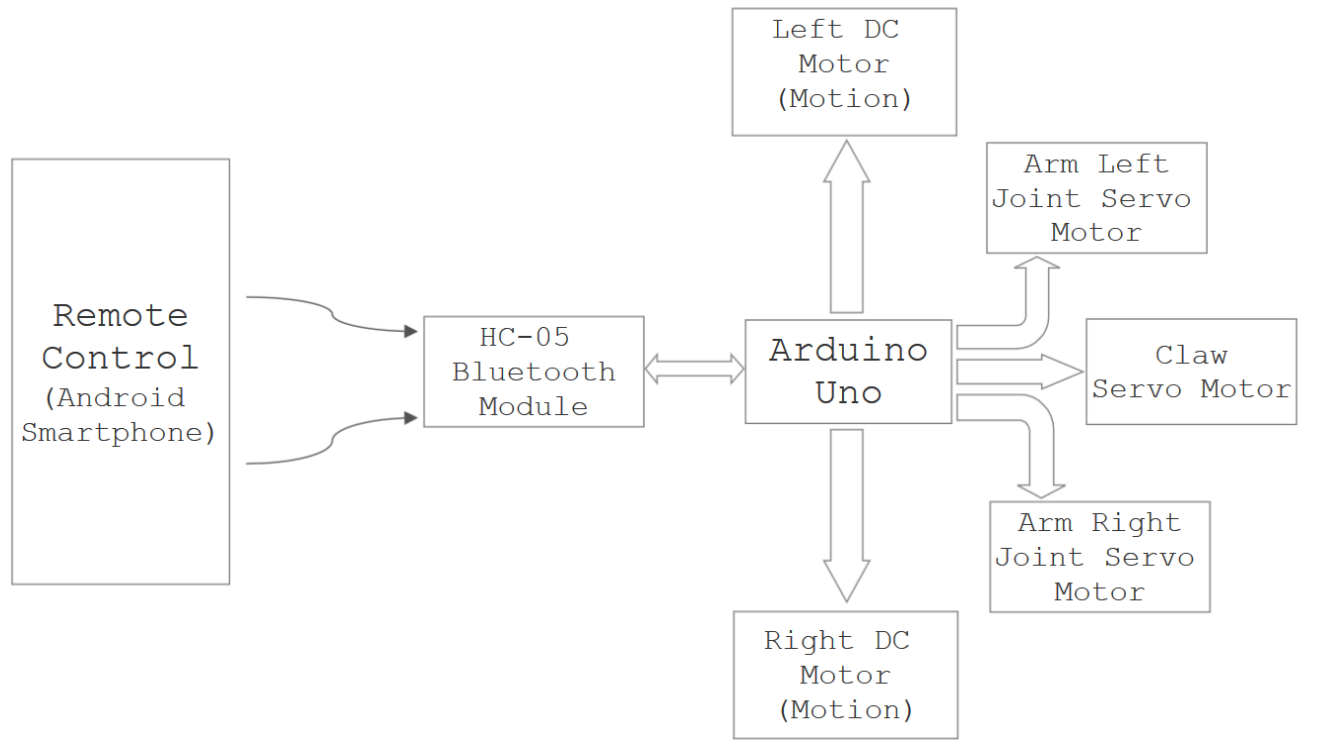 Remote
Control
(Android
Smartphone)
HC-05
Bluetooth
Module
Arduino
Uno
Left DC
Motor
(Motion)
Arm Left
Joint Servo
Motor
Claw
Servo Motor
Arm Right
Joint Servo
Motor
Right DC
Motor
(Motion)